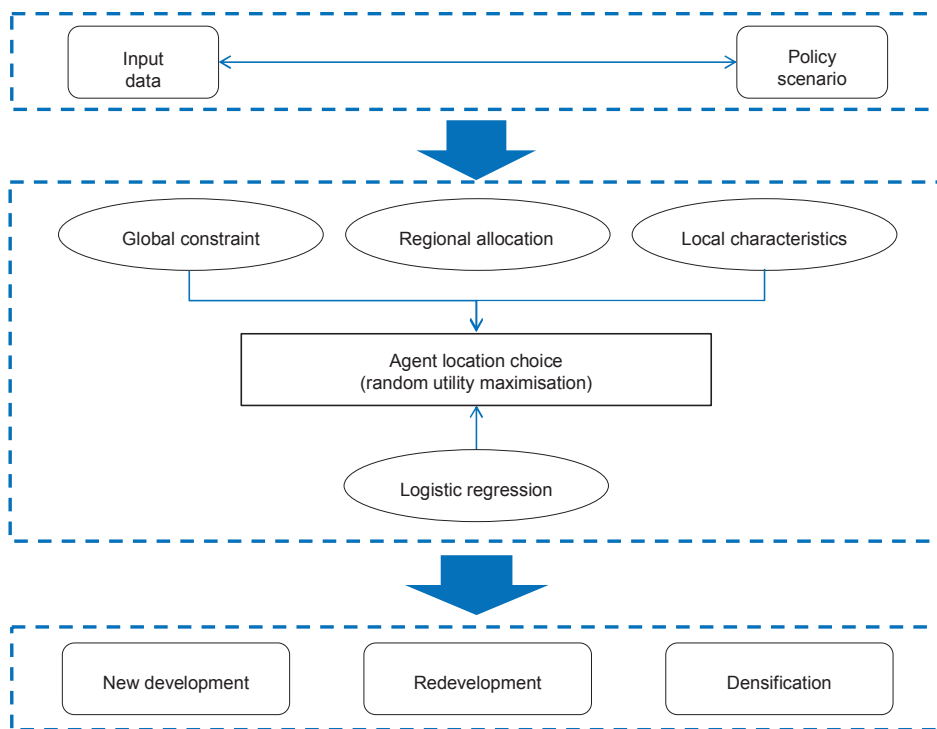 Input
data
Policy
scenario
Global constraint
Regional allocation
Local characteristics
Agent location choice
(random utility maximisation)
Logistic regression
New development
Redevelopment
Densification